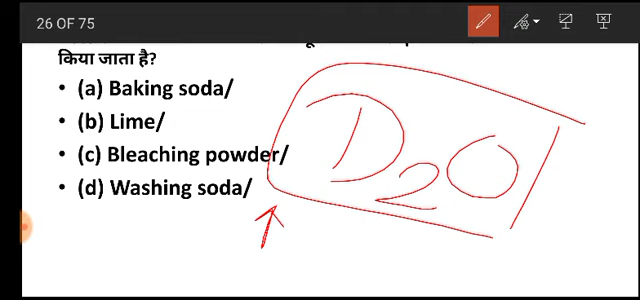 26 OF 75
किया जाता है?
• (a) Baking soda/
• (b) Lime/
• (c) Bleaching powder/
• (d) Washing soda/
D2O